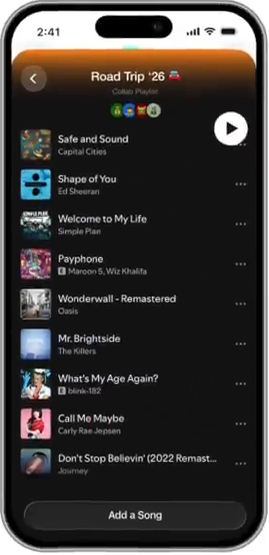 2:41
Road Trip ‘26 🚘
Collab Playlist
Safe and Sound
Capital Cities
Shape of You
Ed Sheeran
Welcome to My Life
Simple Plan
Payphone
E Maroon 5, Wiz Khalifa
Wonderwall - Remastered
Oasis
Mr. Brightside
The Killers
What's My Age Again?
E blink-182
Call Me Maybe
Carly Rae Jepsen
Don't Stop Believin' (2022 Remast...
Journey
Add a Song